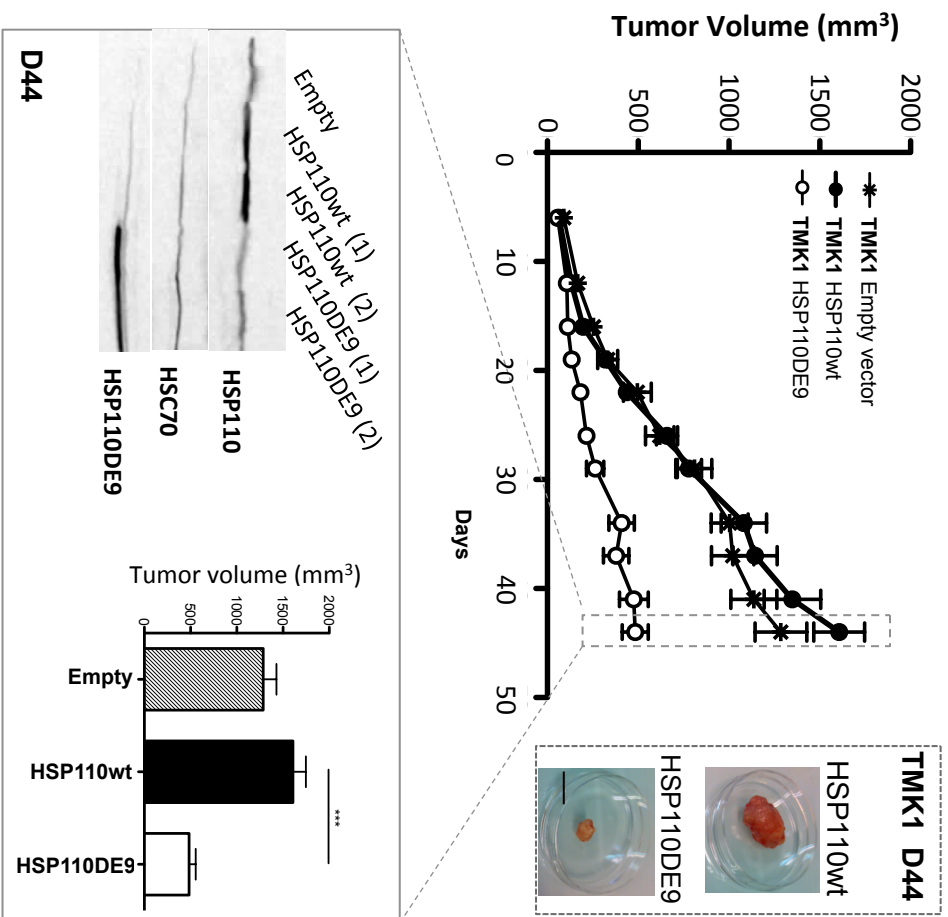 Tumor Volume (mm³)
2000
1500
1000
500
0
0
10
20
30
40
50
Days
TMK1 Empty vector
TMK1 HSP110wt
TMK1 HSP110DE9
TMK1 D44
HSP110wt
HSP110DE9
D44
Empty
HSP110wt (1)
HSP110wt (2)
HSP110DE9 (1)
HSP110DE9 (2)
HSP110
HSC70
HSP110DE9
Tumor volume (mm³)
2000
1500
1000
500
0
***
Empty
HSP110wt
HSP110DE9